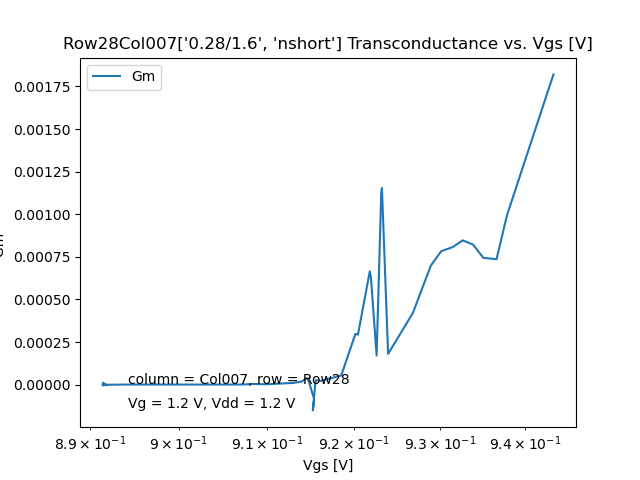 Row28Col007['0.28/1.6', 'nshort'] Transconductance vs. Vgs [V]
Gm
0.00175
0.00150
0.00125
0.00100
0.00075
0.00050
0.00025
0.00000
Gm
column = Col007, row = Row28
Vg = 1.2 V, Vdd = 1.2 V
8.9 × 10⁻¹ 9 × 10⁻¹ 9.1 × 10⁻¹ 9.2 × 10⁻¹ 9.3 × 10⁻¹ 9.4 × 10⁻¹
Vgs [V]